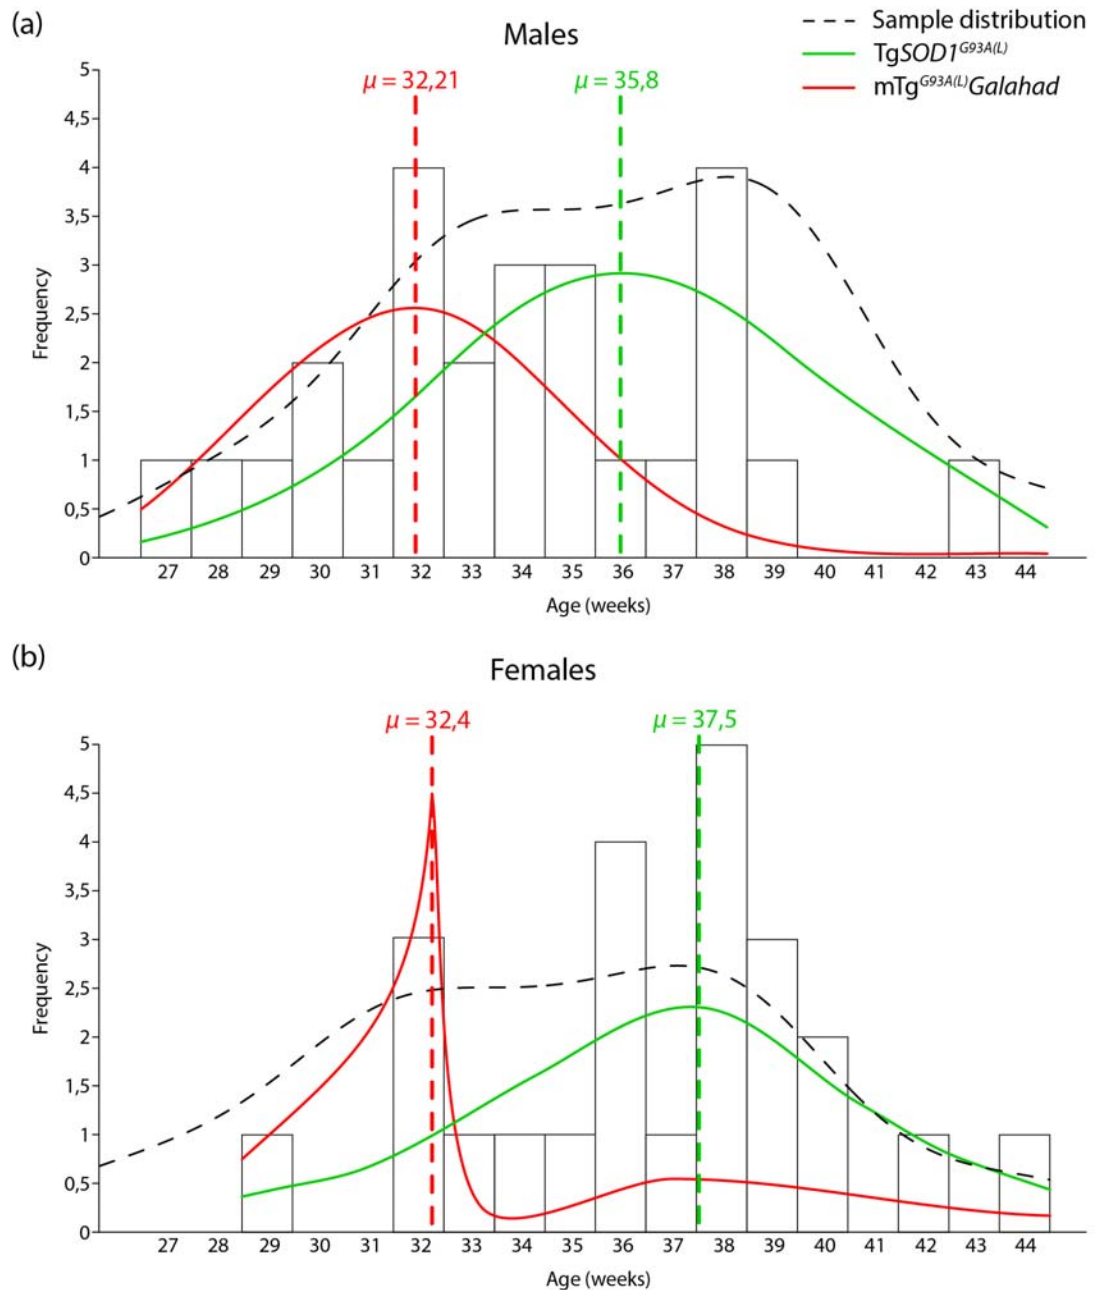 (a)
Males
Sample distribution
TgSOD1^G93A(L)
mTg^G93A(L)Galahad
μ = 32,21
μ = 35,8
5
4,5
4
3,5
3
2,5
2
1,5
1
0,5
0
Frequency
27 28 29 30 31 32 33 34 35 36 37 38 39 40 41 42 43 44
Age (weeks)
(b)
Females
μ = 32,4
μ = 37,5
5
4,5
4
3,5
3
2,5
2
1,5
1
0,5
0
Frequency
27 28 29 30 31 32 33 34 35 36 37 38 39 40 41 42 43 44
Age (weeks)